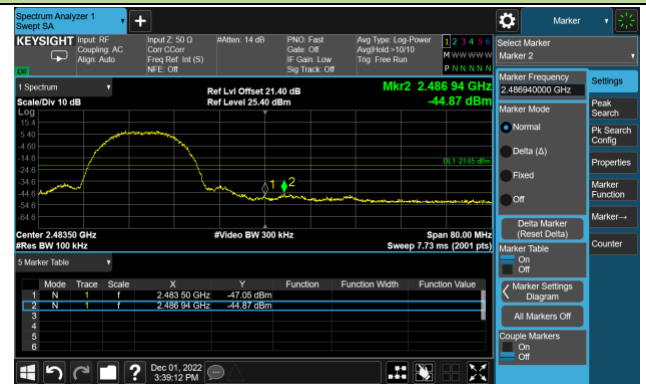 Spectrum Analyzer 1
Swept SA
Marker
KEYSIGHT
Input: RF
Coupling: AC
Align: Auto
Input Z: 50 Ω
Corr CCorr
Freq Ref: Int (S)
NFE: Off
#Atten: 14 dB
PNO: Fast
Gate: Off
IF Gain: Low
Sig Track: Off
Avg Type: Log-Power
Avg|Hold:>10/10
Trig: Free Run
1 2 3 4 5 6
M W W W W W
P N N N N N
LXI
1 Spectrum
Scale/Div 10 dB
Ref Lvl Offset 21.40 dB
Ref Level 25.40 dBm
Mkr2 2.486 94 GHz
-44.87 dBm
Log
15.4
5.40
-4.60
-14.6
-24.6
-34.6
-44.6
-54.6
-64.6
DL1 -21.65 dBm
1
2
Center 2.48350 GHz
#Res BW 100 kHz
#Video BW 300 kHz
Span 80.00 MHz
Sweep 7.73 ms (2001 pts)
5 Marker Table
Mode Trace Scale X Y Function Function Width Function Value
1 N 1 f 2.483 50 GHz -47.05 dBm
2 N 1 f 2.486 94 GHz -44.87 dBm
3
4
5
6
Select Marker
Marker 2
Marker Frequency
2.486940000 GHz
Marker Mode
Normal
Delta (Δ)
Fixed
Off
Delta Marker
(Reset Delta)
Marker Table
On
Off
Marker Settings
Diagram
All Markers Off
Couple Markers
On
Off
Settings
Peak
Search
Pk Search
Config
Properties
Marker
Function
Marker→
Counter
?
Dec 01, 2022
3:39:12 PM